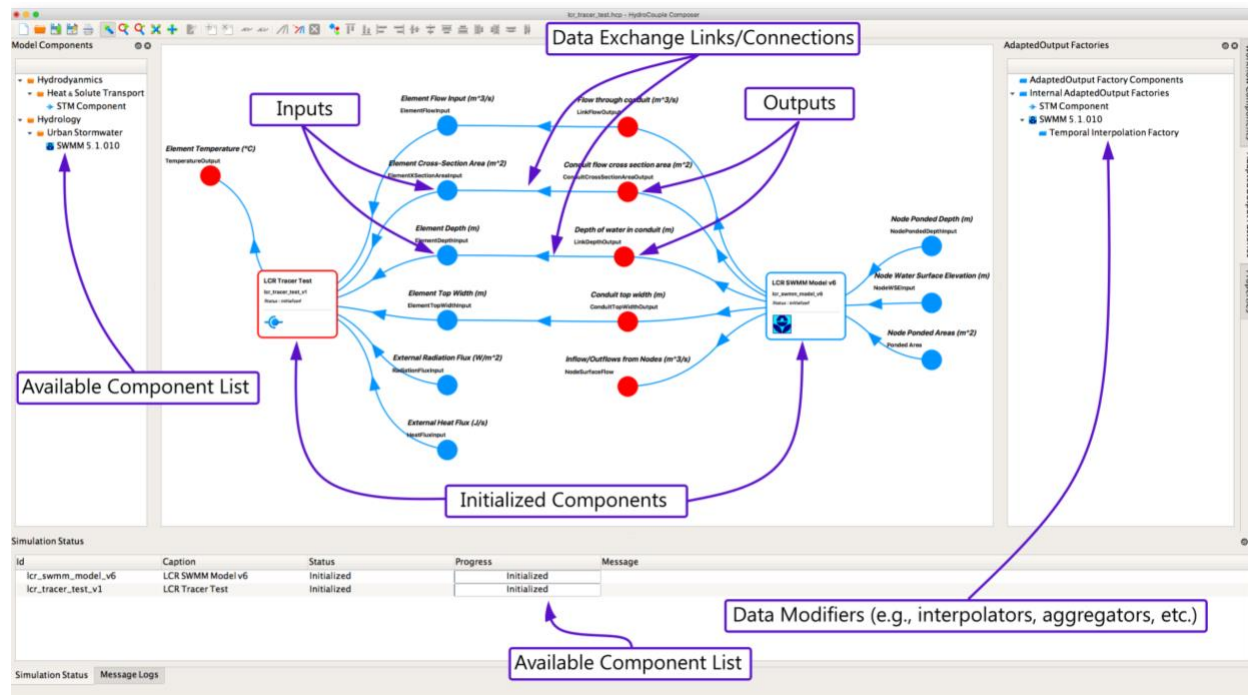 lcr_tracer_test.hcp - HydroCouple Composer
Model Components
AdaptedOutput Factories
Hydrodyanmics
Heat & Solute Transport
STM Component
Hydrology
Urban Stormwater
SWMM 5.1.010
AdaptedOutput Factory Components
Internal AdaptedOutput Factories
STM Component
SWMM 5.1.010
Temporal Interpolation Factory
Data Exchange Links/Connections
Inputs
Outputs
Element Temperature (°C)
TemperatureOutput
Element Flow Input (m^3/s)
ElementFlowInput
Flow through conduit (m^3/s)
LinkFlowOutput
Element Cross-Section Area (m^2)
ElementXSectionAreaInput
Conduit flow cross section area (m^2)
ConduitCrossSectionAreaOutput
Element Depth (m)
ElementDepthInput
Depth of water in conduit (m)
LinkDepthOutput
Element Top Width (m)
ElementTopWidthInput
Conduit top width (m)
ConduitTopWidthOutput
External Radiation Flux (W/m^2)
RadiationFluxInput
Inflow/Outflows from Nodes (m^3/s)
NodeSurfaceFlow
External Heat Flux (J/s)
HeatFluxInput
Node Ponded Depth (m)
NodePondedDepthInput
Node Water Surface Elevation (m)
NodeWSEInput
Node Ponded Areas (m^2)
Ponded Area
LCR Tracer Test
lcr_tracer_test_v1
Status : Initialized
LCR SWMM Model v6
lcr_swmm_model_v6
Status : Initialized
Available Component List
Initialized Components
Simulation Status
Id Caption Status Progress Message
lcr_swmm_model_v6 LCR SWMM Model v6 Initialized Initialized
lcr_tracer_test_v1 LCR Tracer Test Initialized Initialized
Data Modifiers (e.g., interpolators, aggregators, etc.)
Available Component List
Simulation Status Message Logs